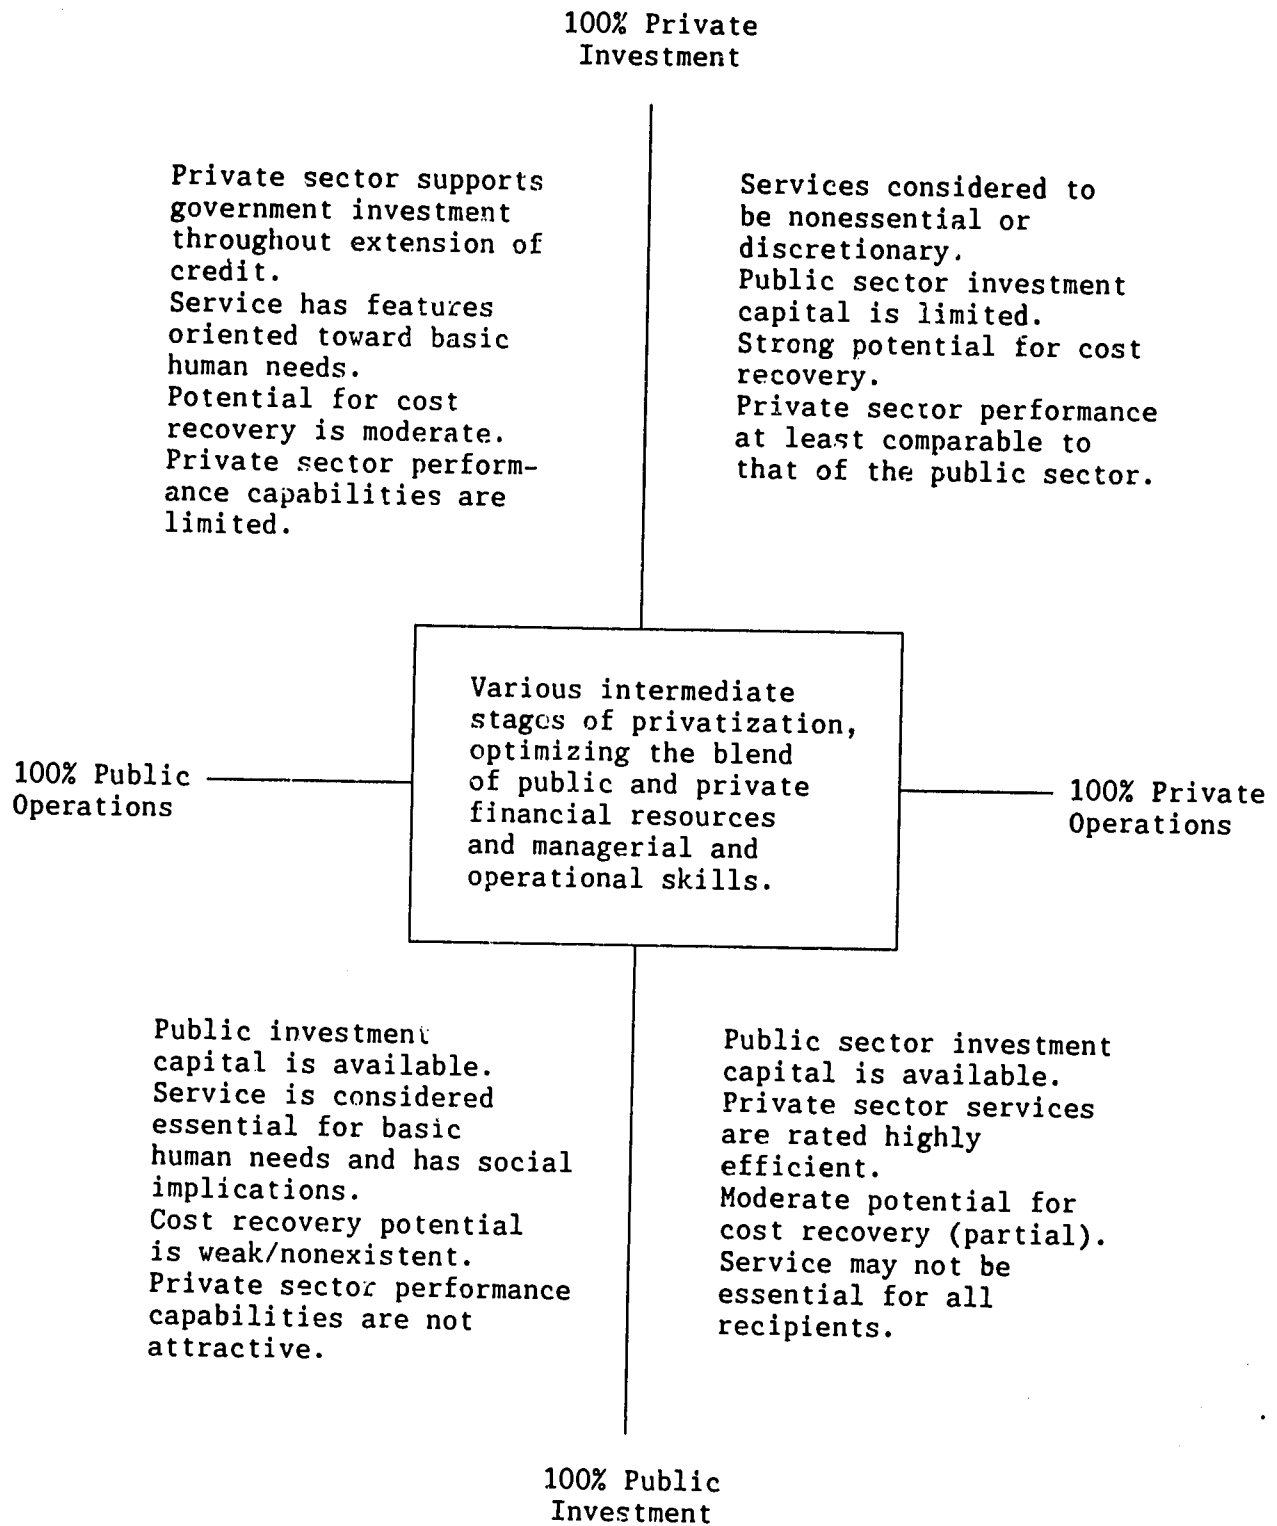 100% Private
Investment
Private sector supports
government investment
throughout extension of
credit.
Service has features
oriented toward basic
human needs.
Potential for cost
recovery is moderate.
Private sector perform-
ance capabilities are
limited.
Services considered to
be nonessential or
discretionary.
Public sector investment
capital is limited.
Strong potential for cost
recovery.
Private sector performance
at least comparable to
that of the public sector.
Various intermediate
stages of privatization,
optimizing the blend
of public and private
financial resources
and managerial and
operational skills.
100% Public
Operations
100% Private
Operations
Public investment
capital is available.
Service is considered
essential for basic
human needs and has social
implications.
Cost recovery potential
is weak/nonexistent.
Private sector performance
capabilities are not
attractive.
Public sector investment
capital is available.
Private sector services
are rated highly
efficient.
Moderate potential for
cost recovery (partial).
Service may not be
essential for all
recipients.
100% Public
Investment